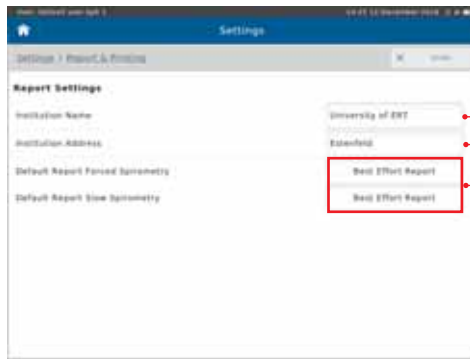 Settings
Settings / Report & Printing
Report Settings
Institution Name
University of ERT
Institution Address
Estenfeld
Default Report Forced Spirometry
Best Effort Report
Default Report Slow Spirometry
Best Effort Report